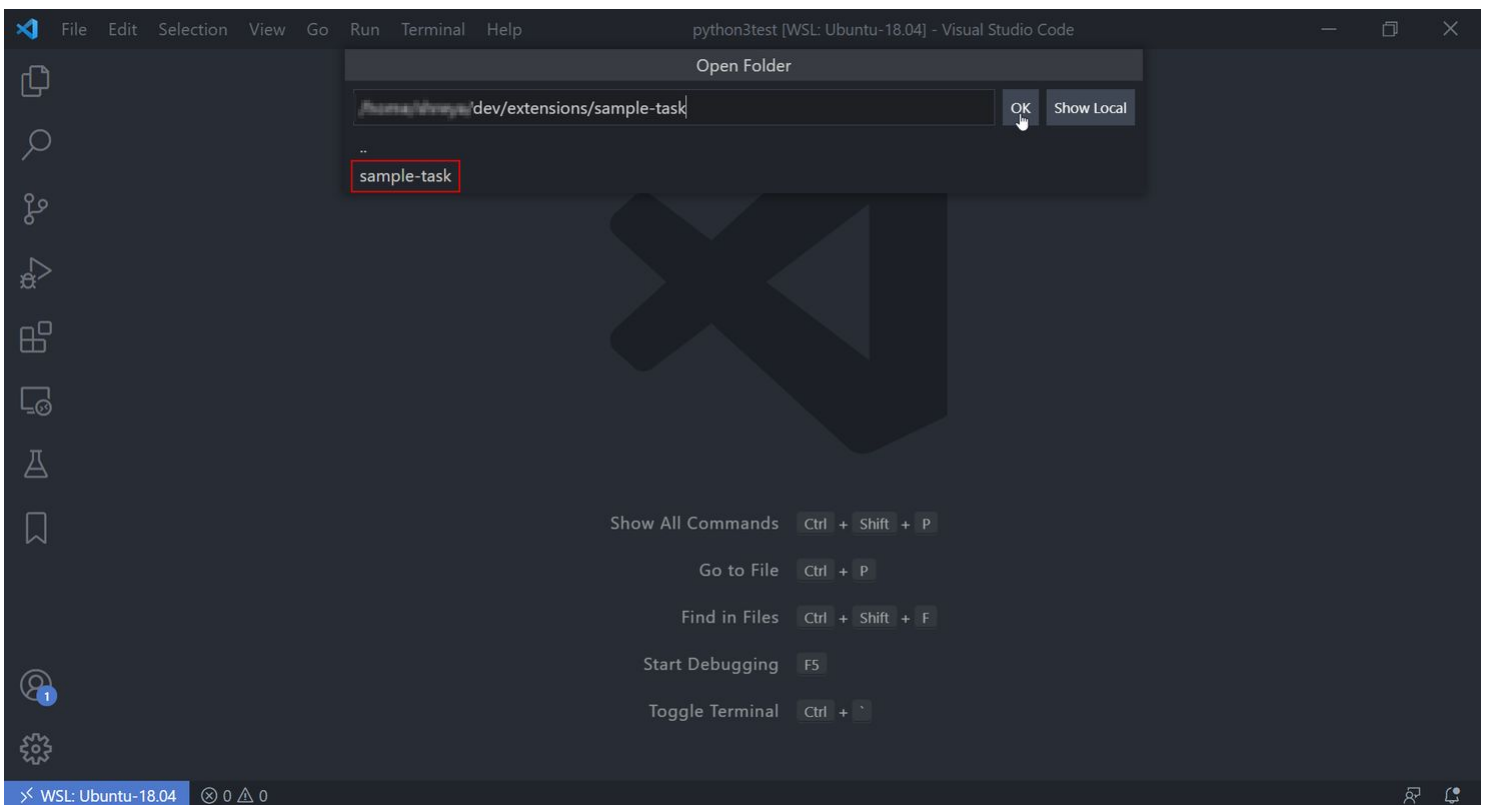 File Edit Selection View Go Run Terminal Help python3test [WSL: Ubuntu-18.04] - Visual Studio Code
Open Folder
/dev/extensions/sample-task OK Show Local
..
sample-task
Show All Commands Ctrl + Shift + P
Go to File Ctrl + P
Find in Files Ctrl + Shift + F
Start Debugging F5
Toggle Terminal Ctrl + `
1
WSL: Ubuntu-18.04 0 0